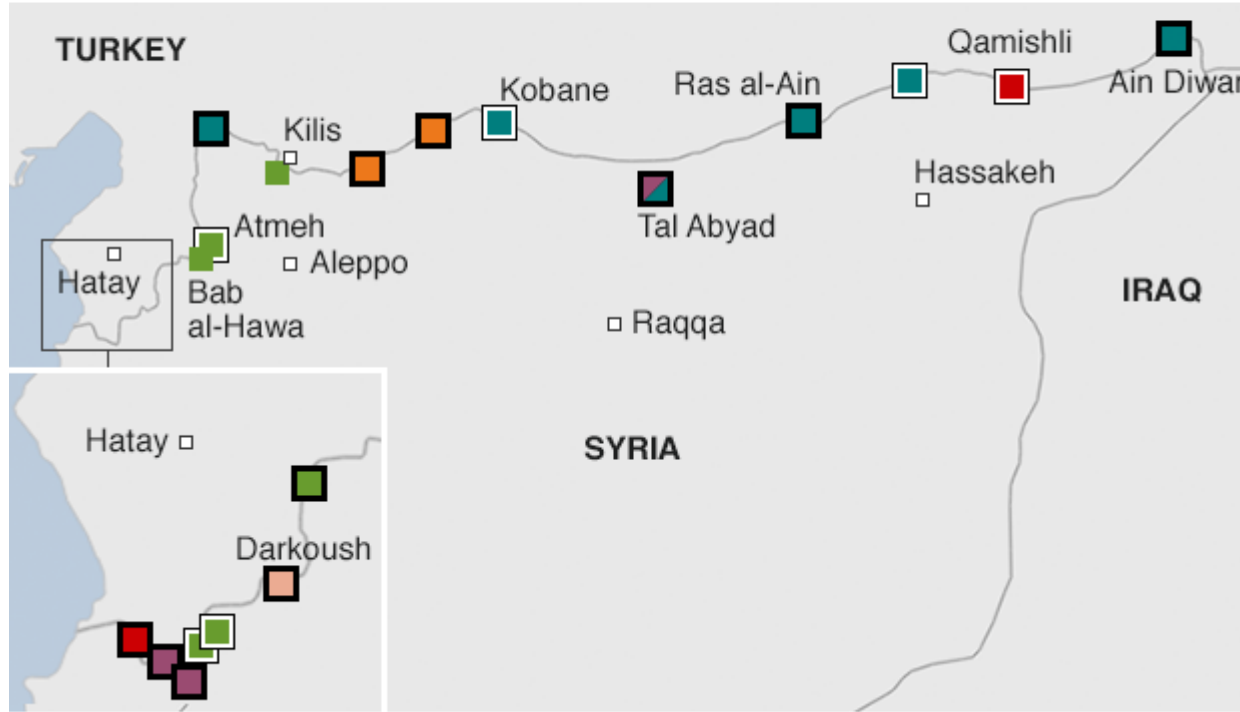 TURKEY
Qamishli
Ain Diwar
Ras al-Ain
Kobane
Kilis
Hassakeh
Atmeh
Tal Abyad
Aleppo
Hatay
Bab
al-Hawa
IRAQ
Raqqa
Hatay
SYRIA
Darkoush